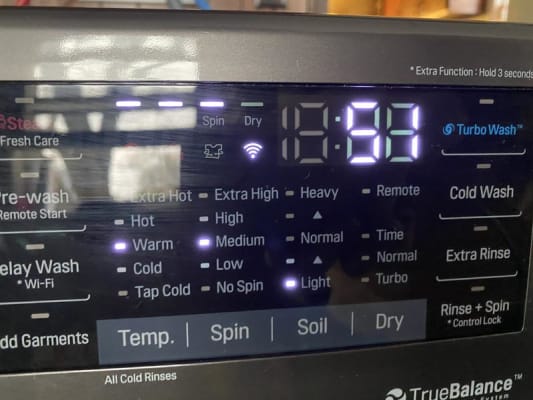 * Extra Function : Hold 3 seconds
Spin
Dry
TurboWash™
Fresh Care
Pre-wash
Remote Start
Extra Hot
Extra High
Heavy
Remote
Cold Wash
Hot
High
Warm
Medium
Normal
Time
elay Wash
* Wi-Fi
Cold
Low
Normal
Extra Rinse
Tap Cold
No Spin
Light
Turbo
dd Garments
Temp.
Spin
Soil
Dry
Rinse + Spin
* Control Lock
All Cold Rinses
TrueBalance™